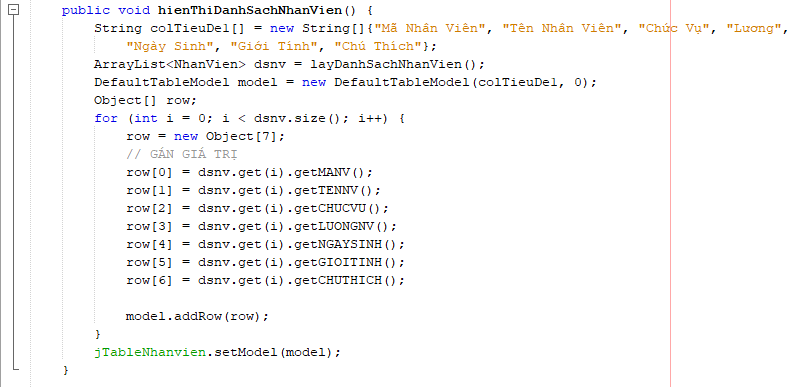 public void hienThiDanhSachNhanVien() {
String colTieuDe1[] = new String[]{"Mã Nhân Viên", "Tên Nhân Viên", "Chức Vụ", "Lương",
"Ngày Sinh", "Giới Tính", "Chú Thích"};
ArrayList<NhanVien> dsnv = layDanhSachNhanVien();
DefaultTableModel model = new DefaultTableModel(colTieuDe1, 0);
Object[] row;
for (int i = 0; i < dsnv.size(); i++) {
row = new Object[7];
// GÁN GIÁ TRỊ
row[0] = dsnv.get(i).getMANV();
row[1] = dsnv.get(i).getTENNV();
row[2] = dsnv.get(i).getCHUCVU();
row[3] = dsnv.get(i).getLUONGNV();
row[4] = dsnv.get(i).getNGAYSINH();
row[5] = dsnv.get(i).getGIOITINH();
row[6] = dsnv.get(i).getCHUTHICH();
model.addRow(row);
}
jTableNhanvien.setModel(model);
}